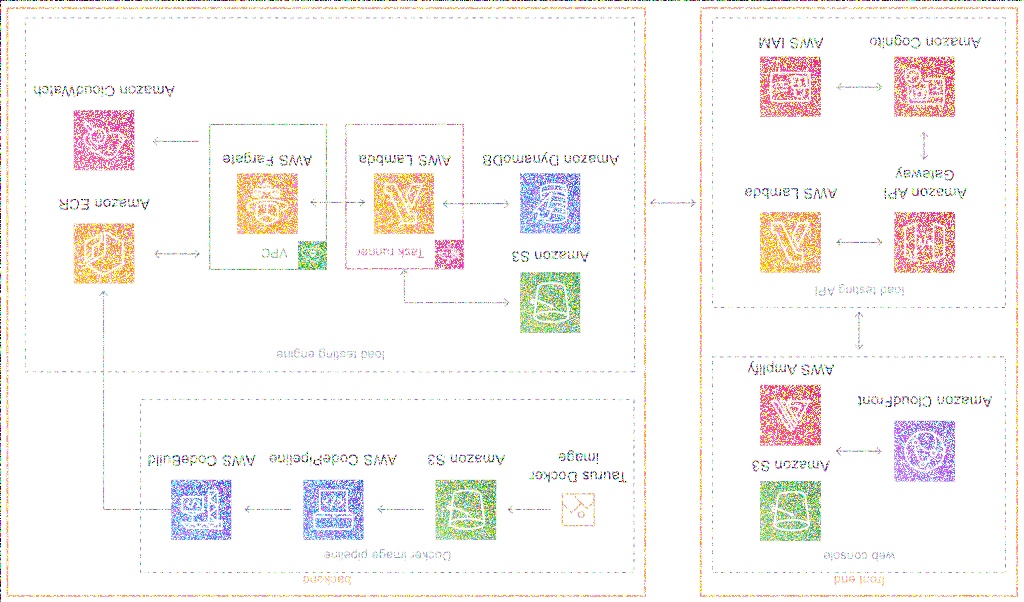 front end
web console
Amazon S3
Amazon CloudFront
AWS Amplify
load testing API
Amazon API
Gateway
AWS Lambda
Amazon Cognito
AWS IAM
backend
Docker image pipeline
Taurus Docker
image
Amazon S3
AWS CodePipeline
AWS CodeBuild
load testing engine
Amazon S3
Amazon DynamoDB
Task runner
AWS Lambda
VPC
AWS Fargate
Amazon ECR
Amazon CloudWatch